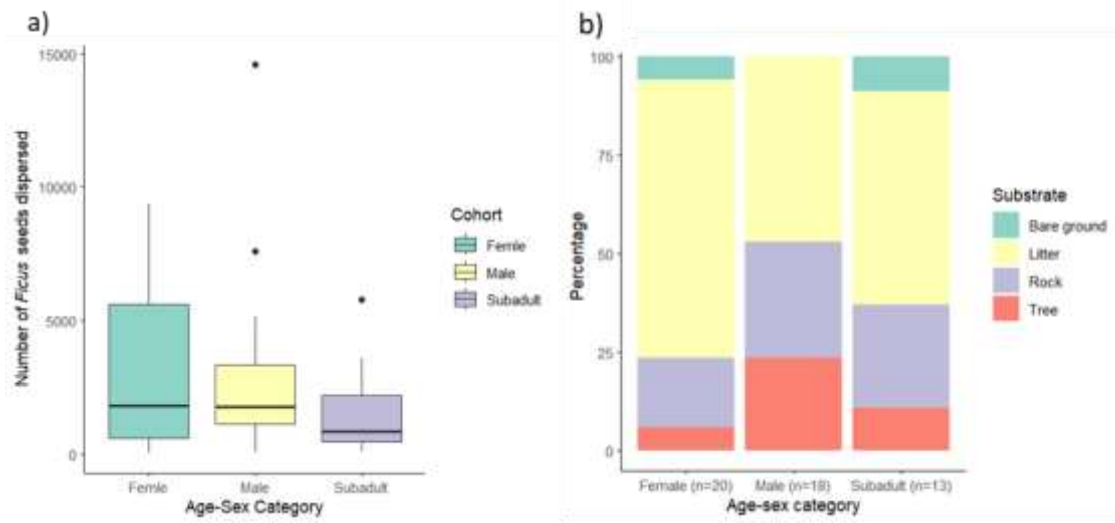 a)
15000
10000
5000
0
Number of Ficus seeds dispersed
Femle
Male
Subadult
Age-Sex Category
Cohort
Femle
Male
Subadult
b)
100
75
50
25
0
Percentage
Female (n=20)
Male (n=18)
Subadult (n=13)
Age-sex category
Substrate
Bare ground
Litter
Rock
Tree